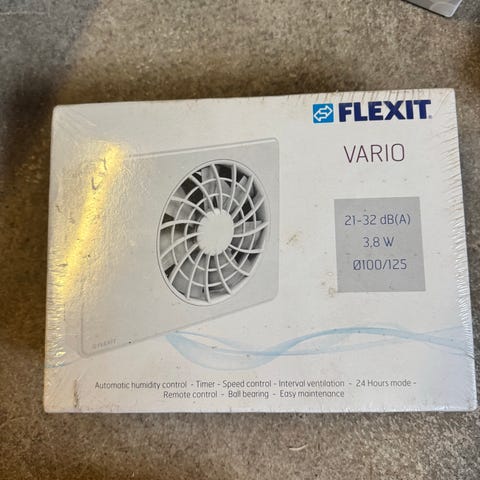 FLEXIT
VARIO
21-32 dB(A)
3,8 W
Ø100/125
FLEXIT
Automatic humidity control - Timer - Speed control - Interval ventilation - 24 Hours mode -
Remote control - Ball bearing - Easy maintenance